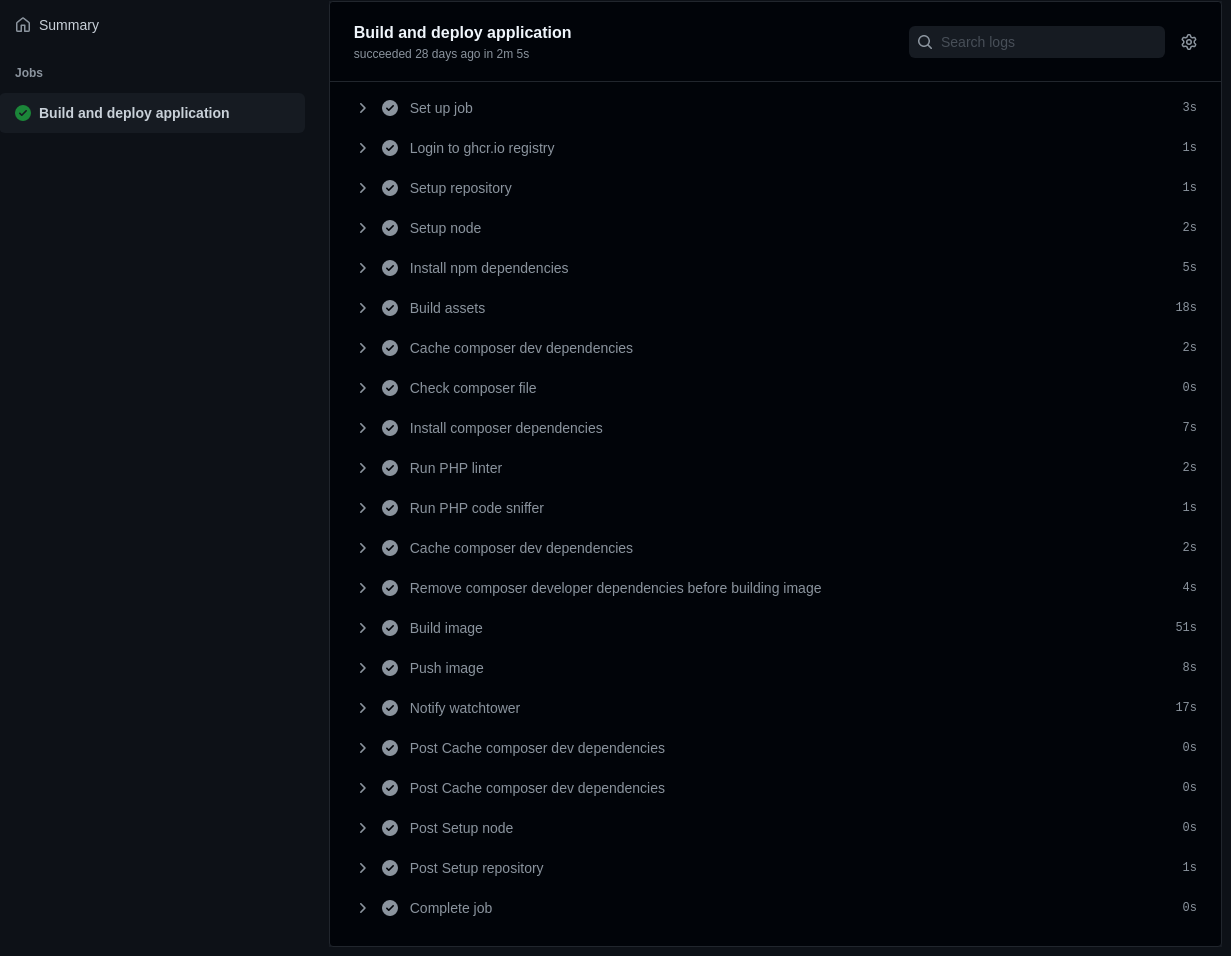 Summary
Jobs
Build and deploy application
Build and deploy application
succeeded 28 days ago in 2m 5s
Search logs
Set up job 3s
Login to ghcr.io registry 1s
Setup repository 1s
Setup node 2s
Install npm dependencies 5s
Build assets 18s
Cache composer dev dependencies 2s
Check composer file 0s
Install composer dependencies 7s
Run PHP linter 2s
Run PHP code sniffer 1s
Cache composer dev dependencies 2s
Remove composer developer dependencies before building image 4s
Build image 51s
Push image 8s
Notify watchtower 17s
Post Cache composer dev dependencies 0s
Post Cache composer dev dependencies 0s
Post Setup node 0s
Post Setup repository 1s
Complete job 0s